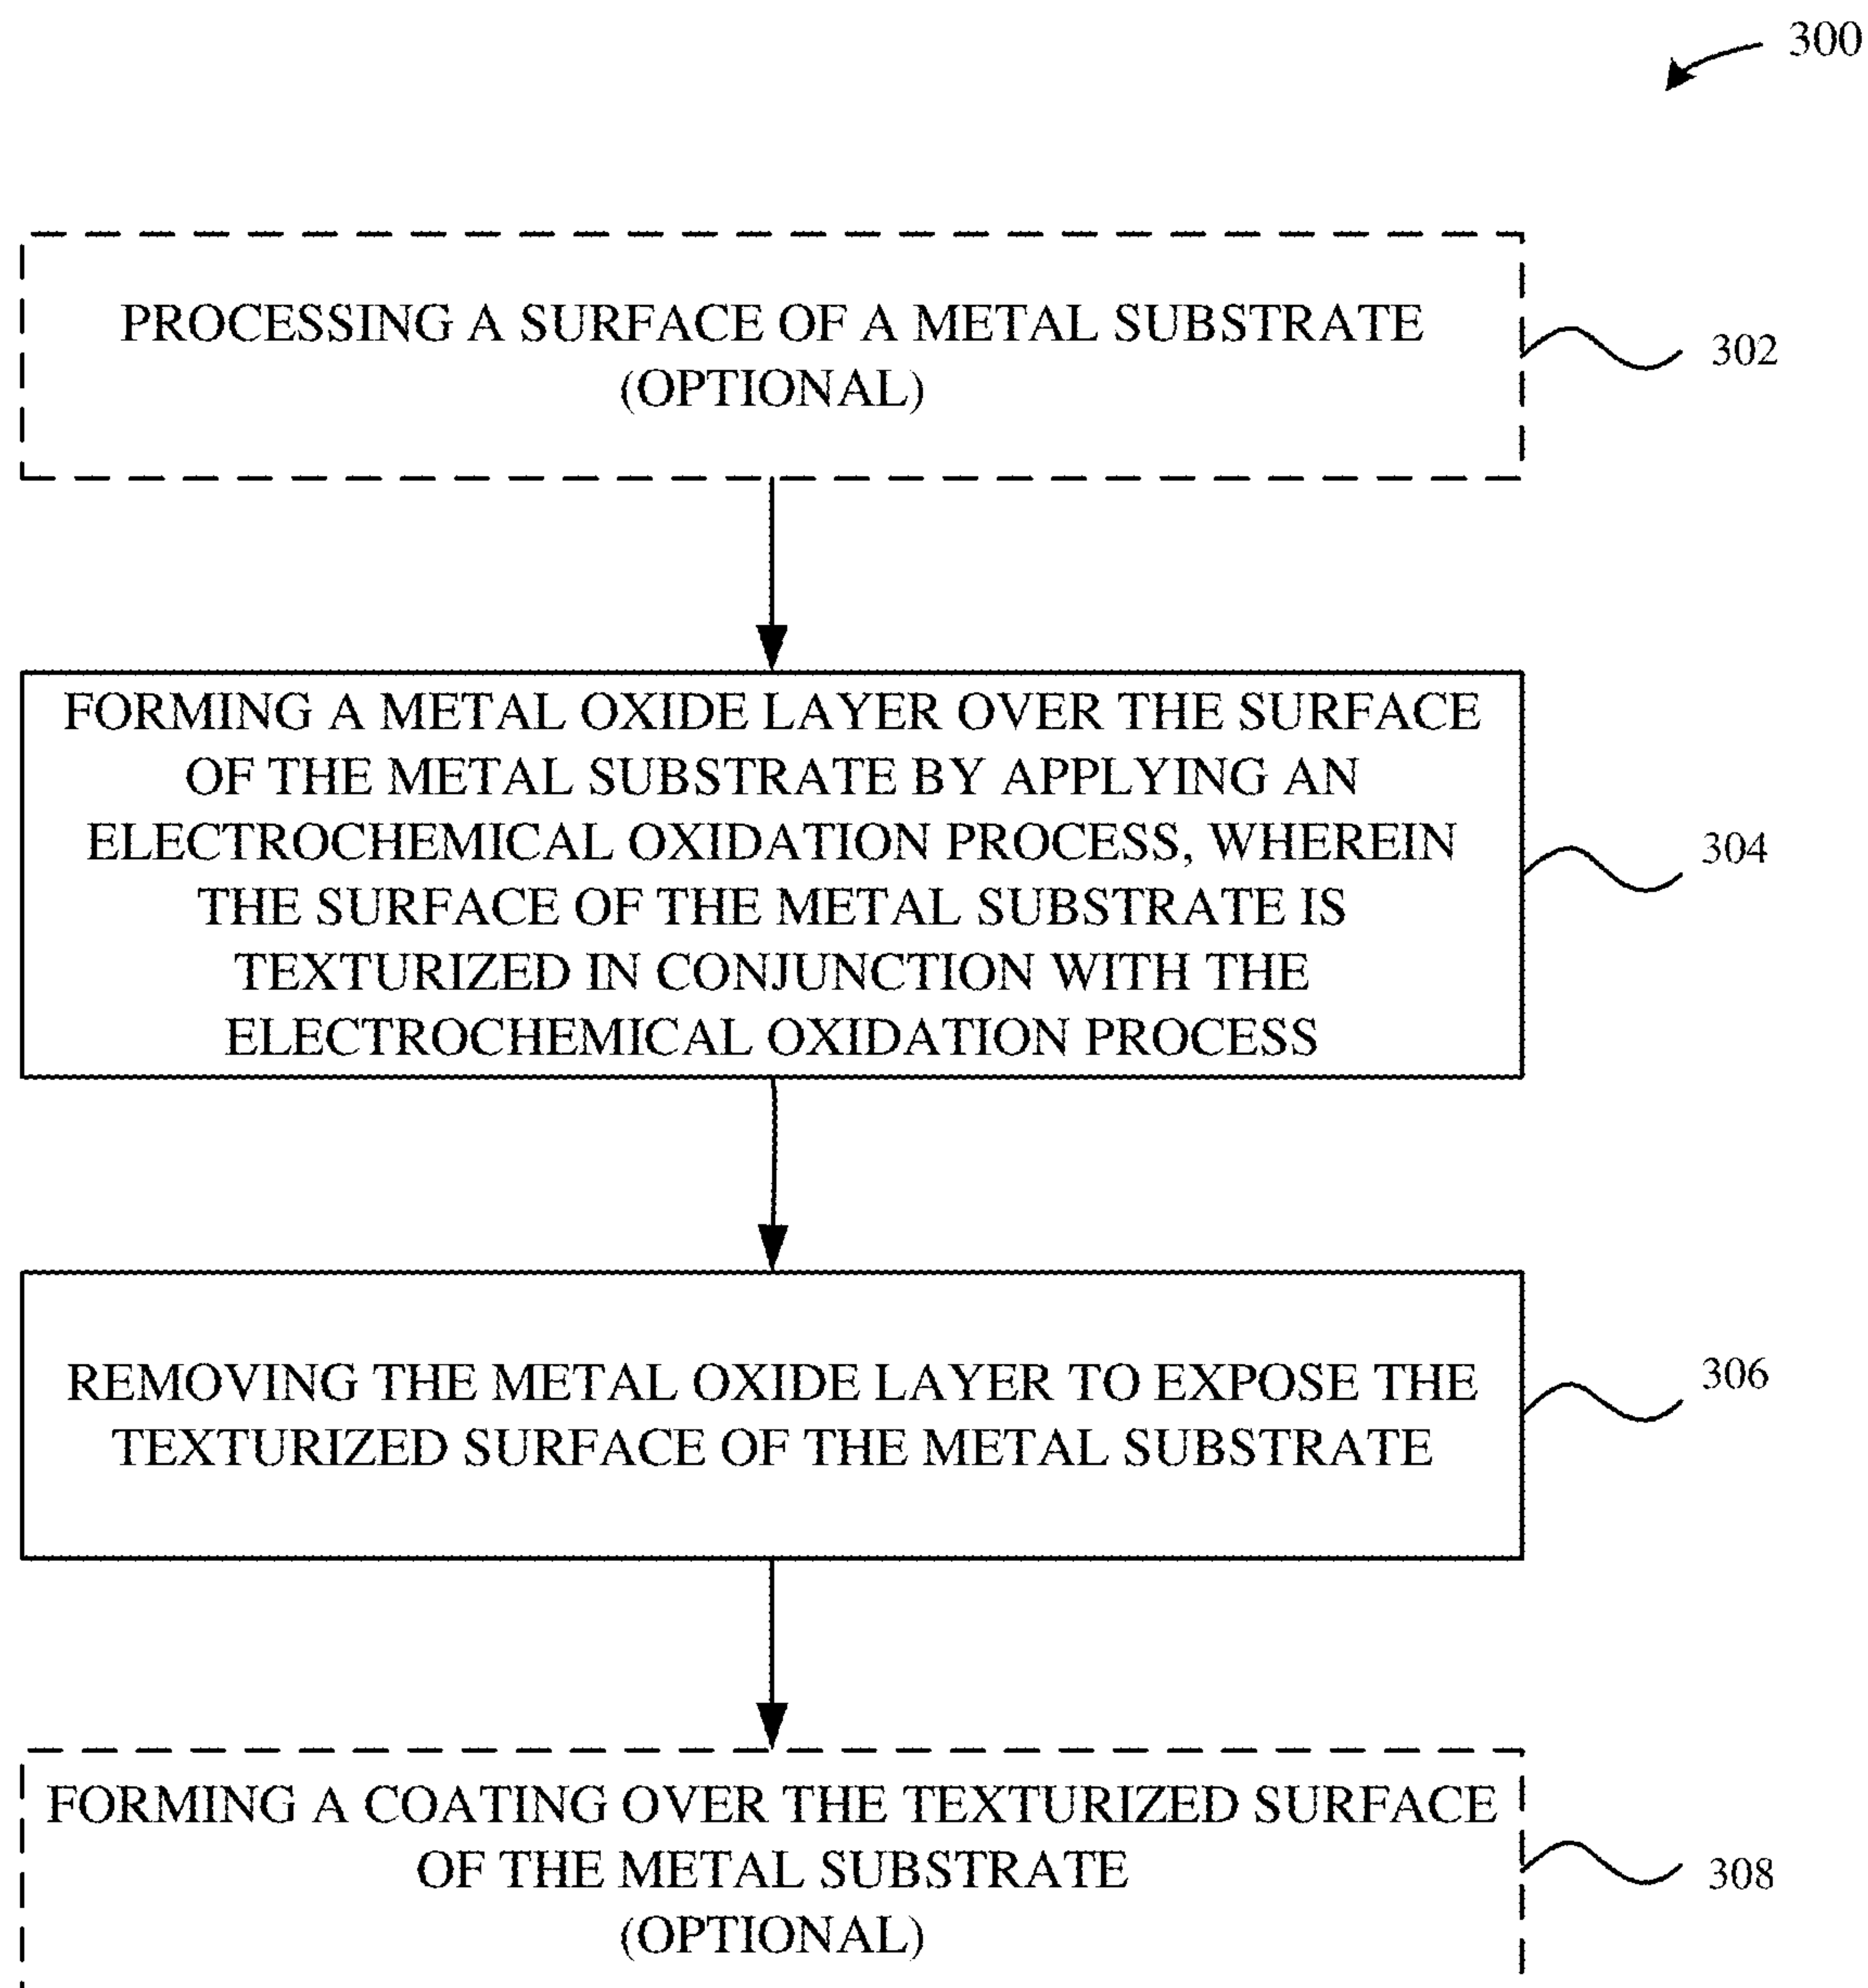 300
PROCESSING A SURFACE OF A METAL SUBSTRATE
(OPTIONAL)
302
FORMING A METAL OXIDE LAYER OVER THE SURFACE
OF THE METAL SUBSTRATE BY APPLYING AN
ELECTROCHEMICAL OXIDATION PROCESS, WHEREIN
THE SURFACE OF THE METAL SUBSTRATE IS
TEXTURIZED IN CONJUNCTION WITH THE
ELECTROCHEMICAL OXIDATION PROCESS
304
REMOVING THE METAL OXIDE LAYER TO EXPOSE THE
TEXTURIZED SURFACE OF THE METAL SUBSTRATE
306
FORMING A COATING OVER THE TEXTURIZED SURFACE
OF THE METAL SUBSTRATE
(OPTIONAL)
308